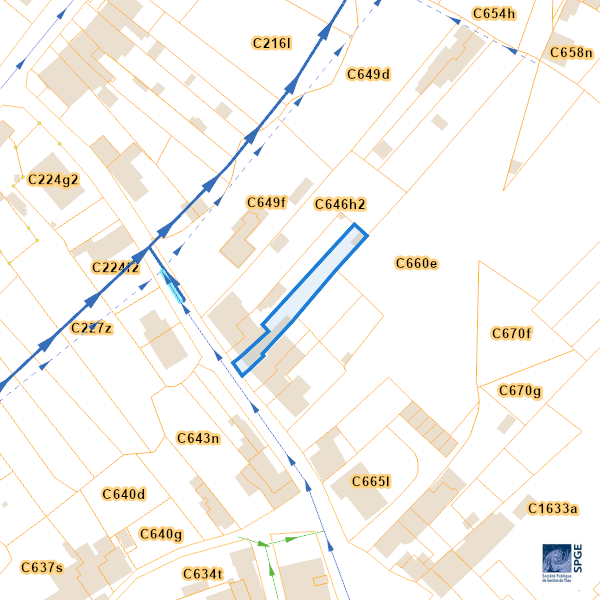 C654h
C216l
C658n
C649d
C224g2
C649f
C646h2
C224f2
C660e
C227z
C670f
C670g
C643n
C665l
C640d
C1633a
C640g
C637s
C634t
SPGE
Société Publique
de Gestion de l'Eau